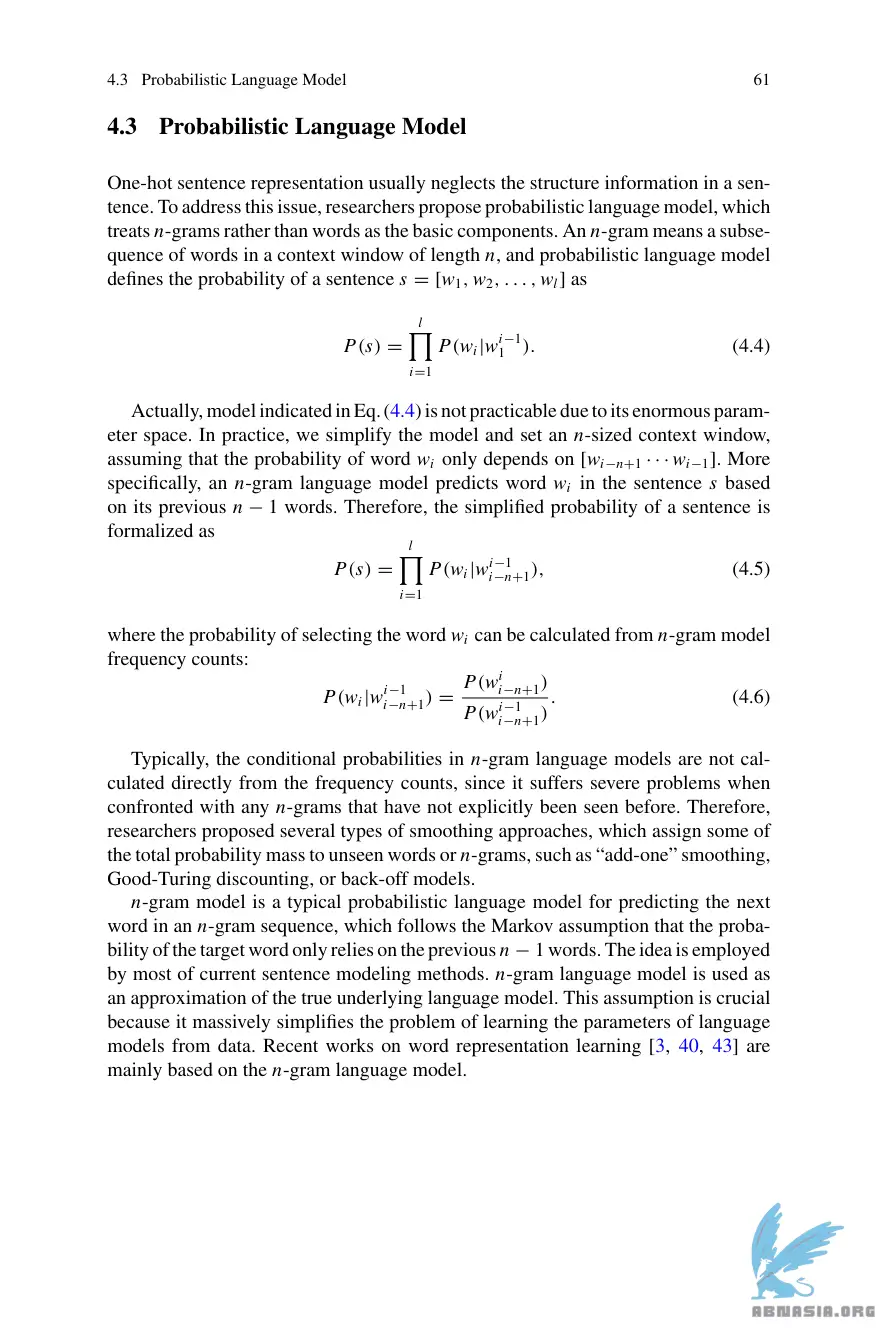 4.3 Probabilistic Language Model 61
4.3 Probabilistic Language Model
One-hot sentence representation usually neglects the structure information in a sen-
tence. To address this issue, researchers propose probabilistic language model, which
treats n-grams rather than words as the basic components. An n-gram means a subse-
quence of words in a context window of length n, and probabilistic language model
defines the probability of a sentence s = [w₁, w₂, . . . , wₗ] as
P(s) = ∏_{i=1}^{l} P(w_i|w_1^{i−1}). (4.4)
Actually, model indicated in Eq. (4.4) is not practicable due to its enormous param-
eter space. In practice, we simplify the model and set an n-sized context window,
assuming that the probability of word w_i only depends on [w_{i−n+1} · · · w_{i−1}]. More
specifically, an n-gram language model predicts word w_i in the sentence s based
on its previous n − 1 words. Therefore, the simplified probability of a sentence is
formalized as
P(s) = ∏_{i=1}^{l} P(w_i|w_{i−n+1}^{i−1}), (4.5)
where the probability of selecting the word w_i can be calculated from n-gram model
frequency counts:
P(w_i|w_{i−n+1}^{i−1}) = P(w_{i−n+1}^{i}) / P(w_{i−n+1}^{i−1}). (4.6)
Typically, the conditional probabilities in n-gram language models are not cal-
culated directly from the frequency counts, since it suffers severe problems when
confronted with any n-grams that have not explicitly been seen before. Therefore,
researchers proposed several types of smoothing approaches, which assign some of
the total probability mass to unseen words or n-grams, such as “add-one” smoothing,
Good-Turing discounting, or back-off models.
n-gram model is a typical probabilistic language model for predicting the next
word in an n-gram sequence, which follows the Markov assumption that the proba-
bility of the target word only relies on the previous n − 1 words. The idea is employed
by most of current sentence modeling methods. n-gram language model is used as
an approximation of the true underlying language model. This assumption is crucial
because it massively simplifies the problem of learning the parameters of language
models from data. Recent works on word representation learning [3, 40, 43] are
mainly based on the n-gram language model.
ABNASIA.ORG